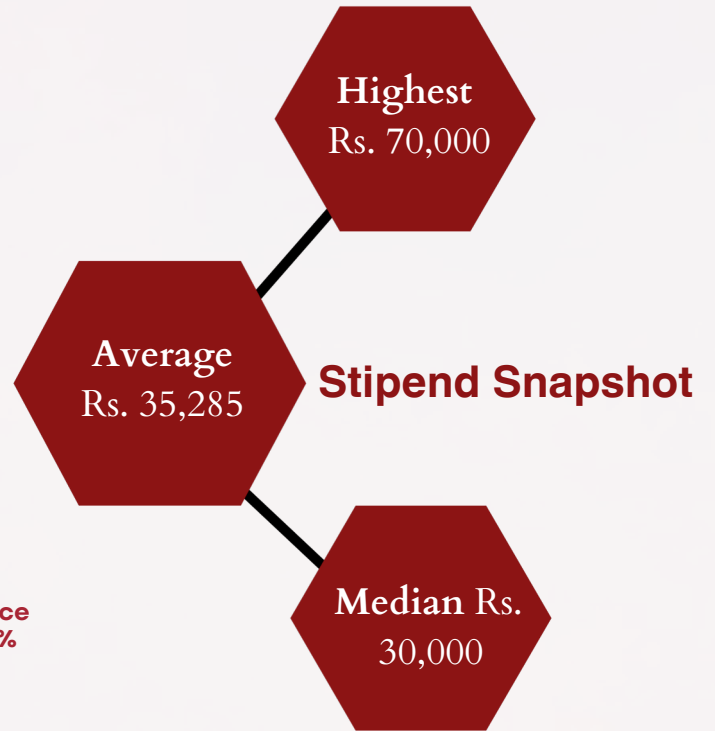 Highest
Rs. 70,000
Average
Rs. 35,285
Stipend Snapshot
Median Rs.
30,000